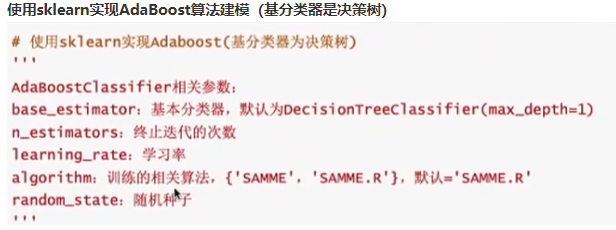 使用sklearn实现AdaBoost算法建模（基分类器是决策树）
# 使用sklearn实现Adaboost(基分类器为决策树)
'''
AdaBoostClassifier相关参数:
base_estimator: 基本分类器，默认为DecisionTreeClassifier(max_depth=1)
n_estimators: 终止迭代的次数
learning_rate: 学习率
algorithm: 训练的相关算法，{'SAMME', 'SAMME.R'}，默认='SAMME.R'
random_state: 随机种子
'''